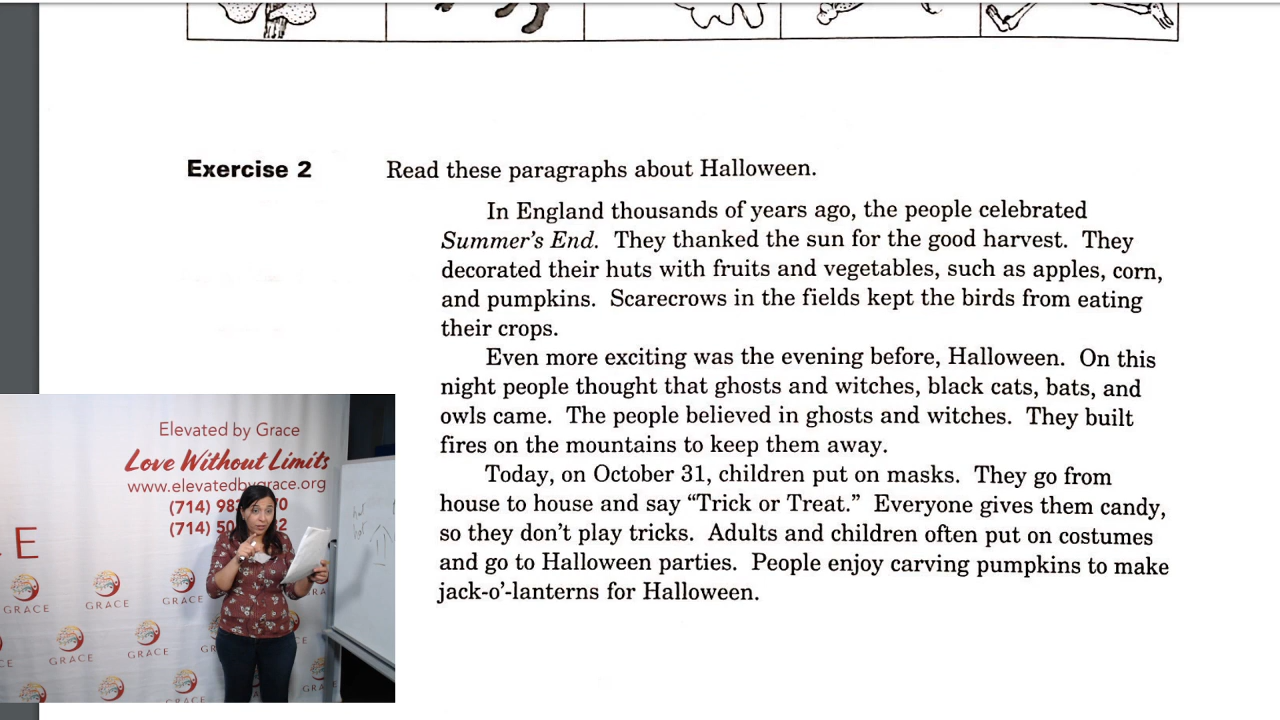 Exercise 2
Read these paragraphs about Halloween.
In England thousands of years ago, the people celebrated
Summer's End. They thanked the sun for the good harvest. They
decorated their huts with fruits and vegetables, such as apples, corn,
and pumpkins. Scarecrows in the fields kept the birds from eating
their crops.
Even more exciting was the evening before, Halloween. On this
night people thought that ghosts and witches, black cats, bats, and
owls came. The people believed in ghosts and witches. They built
fires on the mountains to keep them away.
Today, on October 31, children put on masks. They go from
house to house and say “Trick or Treat.” Everyone gives them candy,
so they don't play tricks. Adults and children often put on costumes
and go to Halloween parties. People enjoy carving pumpkins to make
jack-o'-lanterns for Halloween.
Elevated by Grace
Love Without Limits
www.elevatedbygrace.org
(714)
(714)
GRACE
GRACE
GRACE
GRACE
GRACE
GRACE